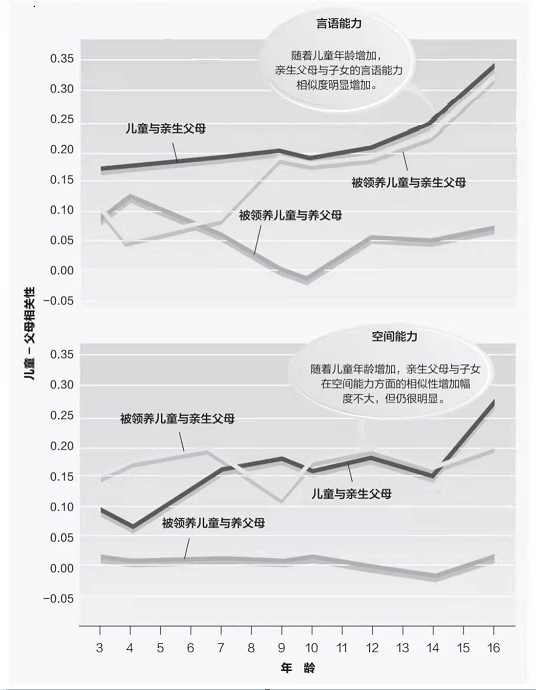 言语能力
随着儿童年龄增加，
亲生父母与子女的言语能力
相似度明显增加。
0.35
0.30
0.25
0.20
0.15
0.10
0.05
0.00
−0.05
儿童与亲生父母
被领养儿童与亲生父母
被领养儿童与养父母
儿童－父母相关性
空间能力
随着儿童年龄增加，亲生父母与子女
在空间能力方面的相似性增加幅
度不大，但仍很明显。
0.35
0.30
0.25
0.20
0.15
0.10
0.05
0.00
−0.05
被领养儿童与亲生父母
儿童与亲生父母
被领养儿童与养父母
3 4 5 6 7 8 9 10 11 12 13 14 15 16
年 龄